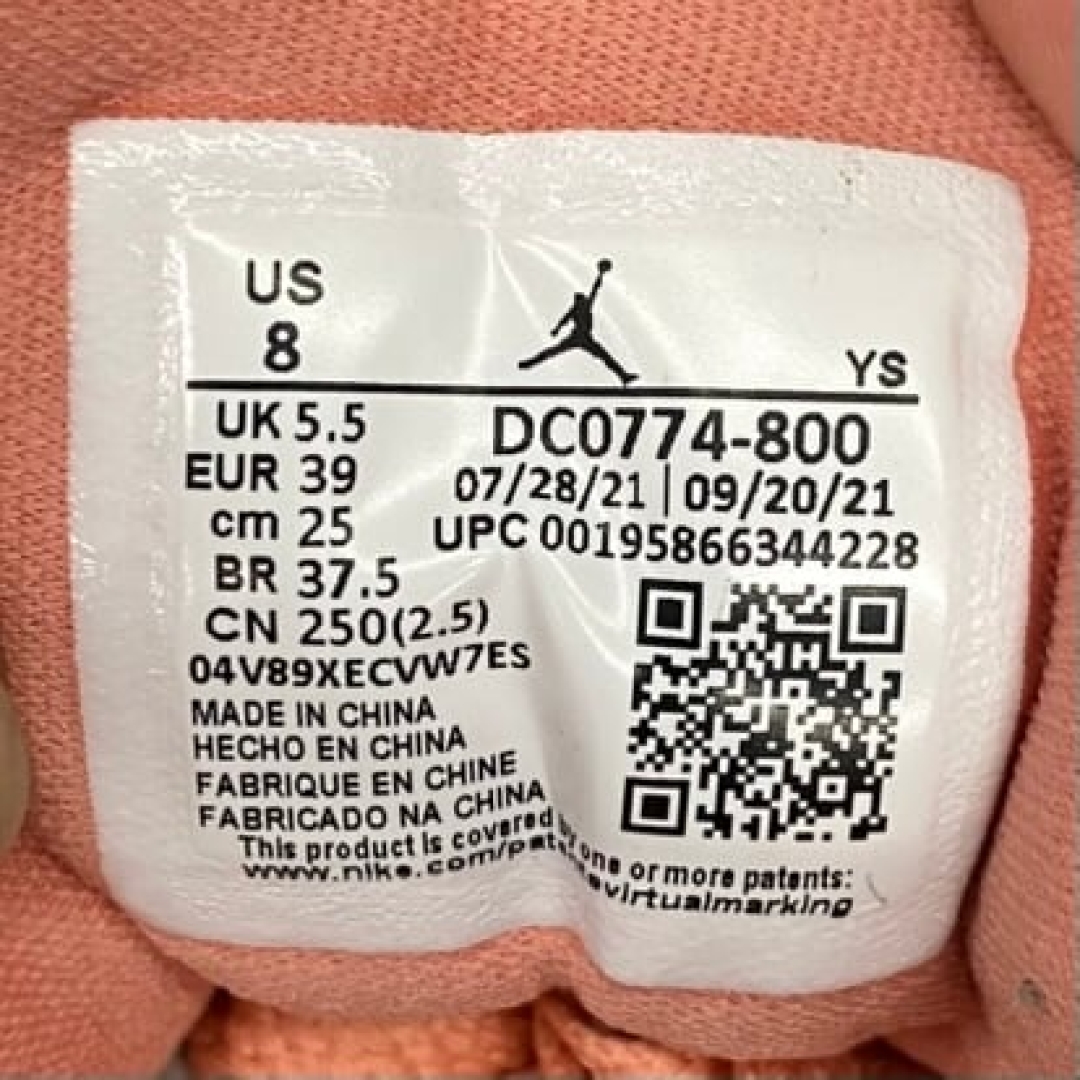 US
8
YS
UK 5.5
DC0774-800
EUR 39
07/28/21 | 09/20/21
cm 25
UPC 00195866344228
BR 37.5
CN 250(2.5)
04V89XECVW7ES
MADE IN CHINA
HECHO EN CHINA
FABRIQUE EN CHINE
FABRICADO NA CHINA
This product is covered by one or more patents:
www.nike.com/